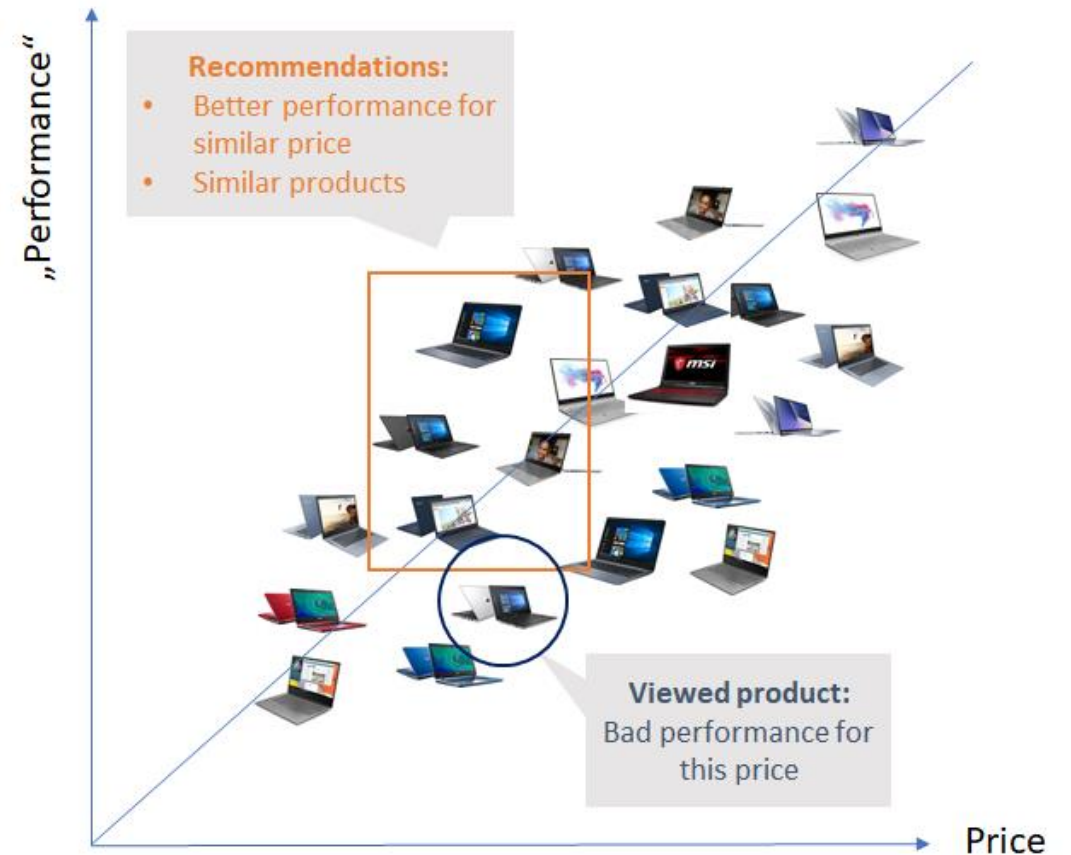 „Performance“
Recommendations:
• Better performance for
similar price
• Similar products
msi
Viewed product:
Bad performance for
this price
Price